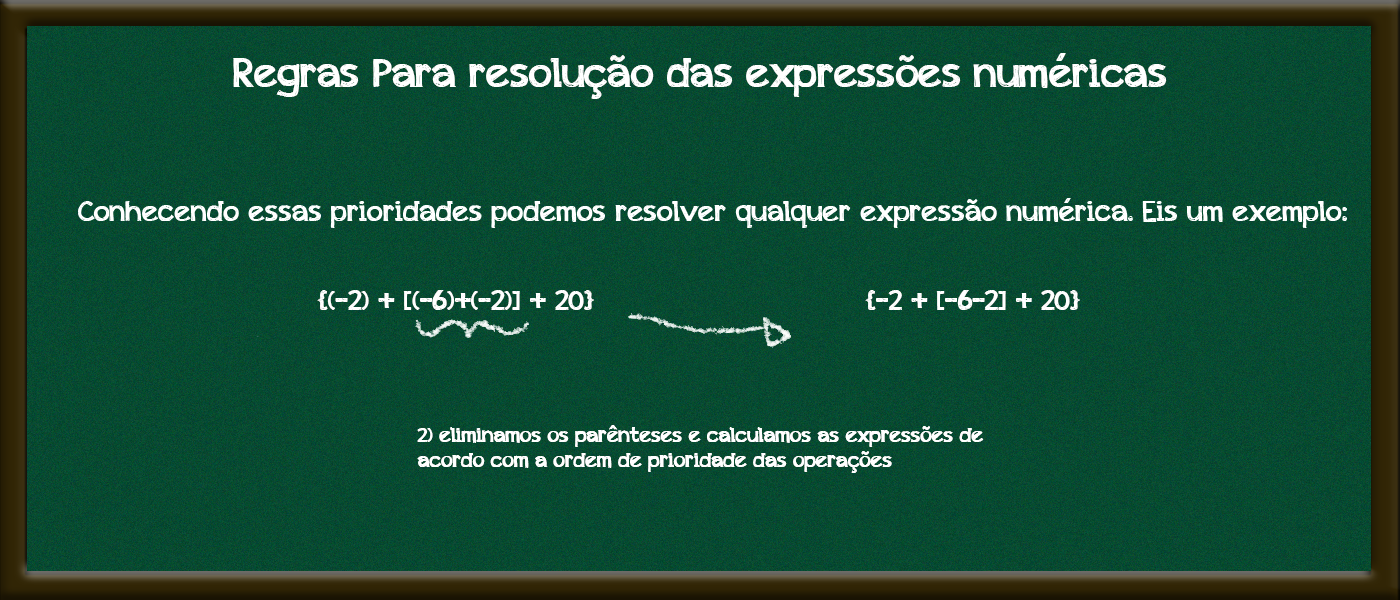 Regras Para resolução das expressões numéricas
Conhecendo essas prioridades podemos resolver qualquer expressão numérica. Eis um exemplo:
{(-2) + [(-6)+(-2)] + 20}
{-2 + [-6-2] + 20}
2) eliminamos os parênteses e calculamos as expressões de
acordo com a ordem de prioridade das operações